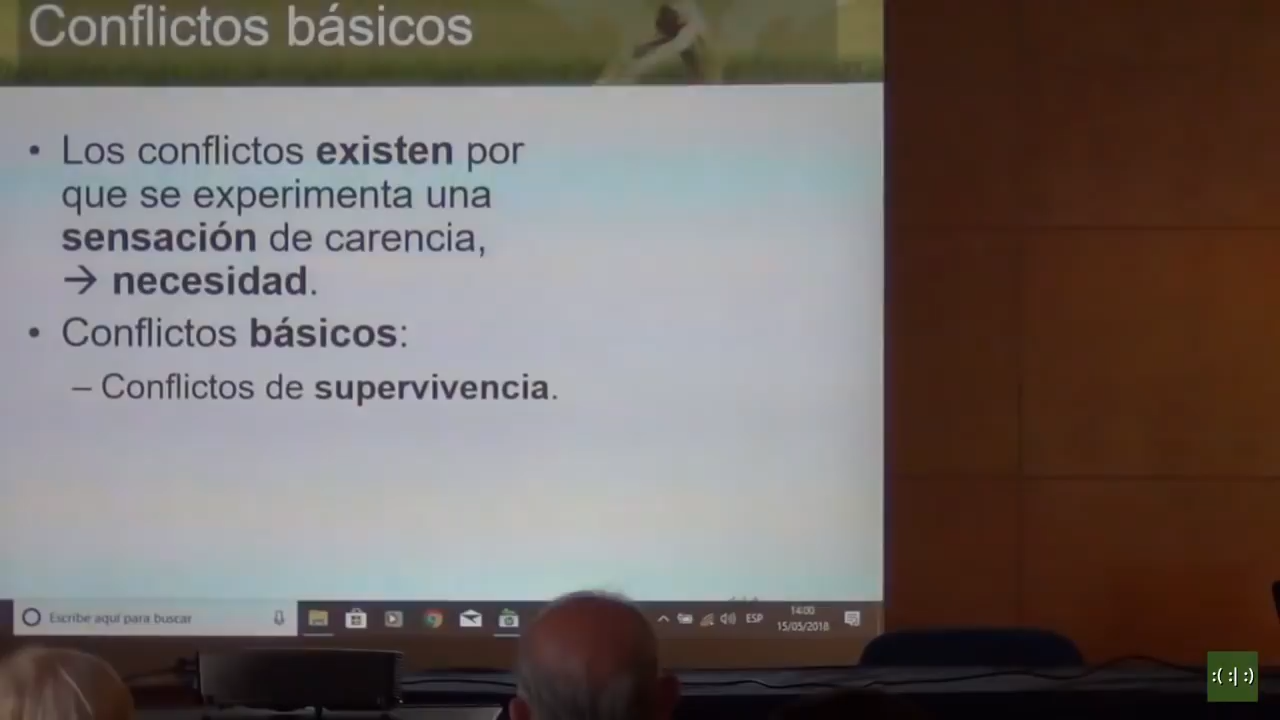 Conflictos básicos
• Los conflictos existen por
que se experimenta una
sensación de carencia,
→ necesidad.
• Conflictos básicos:
– Conflictos de supervivencia.
Escribe aquí para buscar
ESP
14:00
15/05/2018
:( :| :)